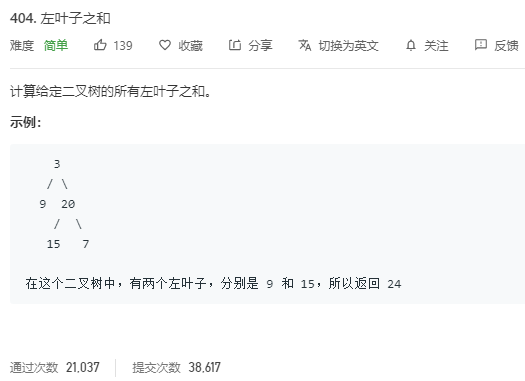 404. 左叶子之和
难度 简单 139 收藏 分享 切换为英文 关注 反馈
计算给定二叉树的所有左叶子之和。
示例：
3
/ \
9 20
/ \
15 7
在这个二叉树中，有两个左叶子，分别是 9 和 15，所以返回 24
通过次数 21,037 提交次数 38,617